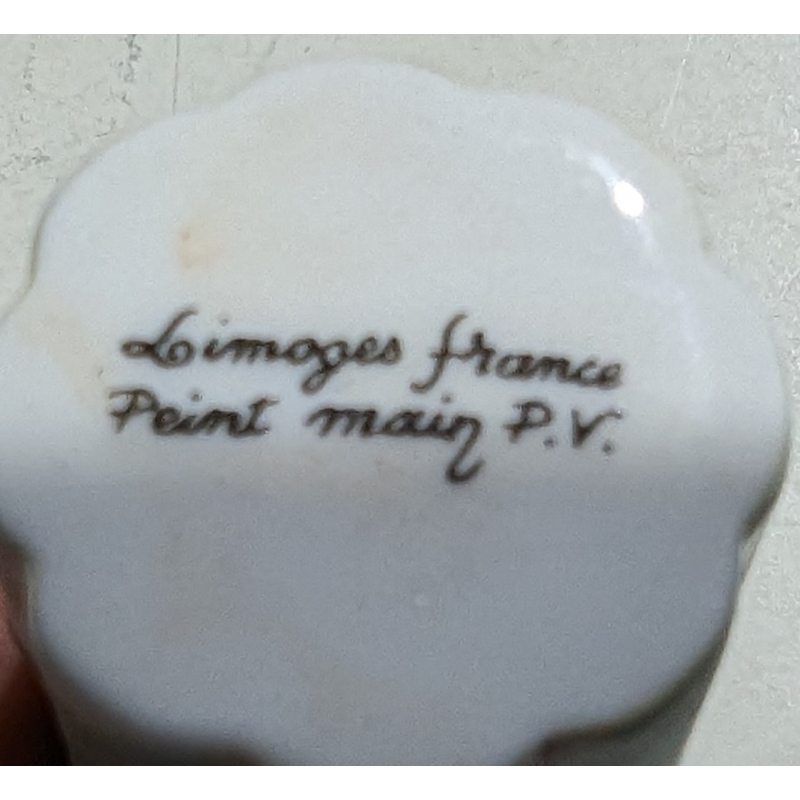 Limoges france
Peint main P.V.